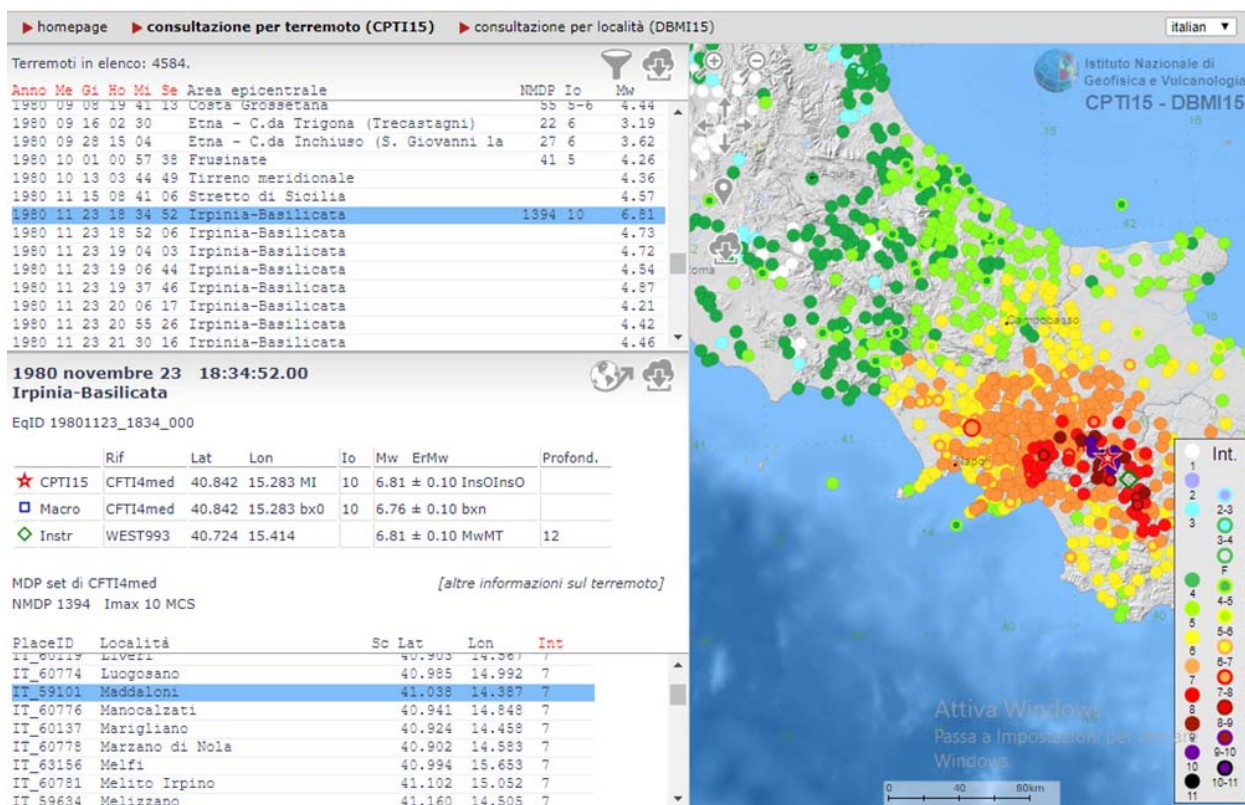 homepage consultazione per terremoto (CPTI15) consultazione per località (DBMI15) italian
Terremoti in elenco: 4584.
Anno Me Gi Ho Mi Se Area epicentrale NMDP Io Mw
1980 09 08 19 41 13 Costa Grossetana 55 5-6 4.44
1980 09 16 02 30 Etna - C.da Trigona (Trecastagni) 22 6 3.19
1980 09 28 15 04 Etna - C.da Inchiuso (S. Giovanni la 27 6 3.62
1980 10 01 00 57 38 Frusinate 41 5 4.26
1980 10 13 03 44 49 Tirreno meridionale 4.36
1980 11 15 08 41 06 Stretto di Sicilia 4.57
1980 11 23 18 34 52 Irpinia-Basilicata 1394 10 6.81
1980 11 23 18 52 06 Irpinia-Basilicata 4.73
1980 11 23 19 04 03 Irpinia-Basilicata 4.72
1980 11 23 19 06 44 Irpinia-Basilicata 4.54
1980 11 23 19 37 46 Irpinia-Basilicata 4.87
1980 11 23 20 06 17 Irpinia-Basilicata 4.21
1980 11 23 20 55 26 Irpinia-Basilicata 4.42
1980 11 23 21 30 16 Irpinia-Basilicata 4.46
1980 novembre 23 18:34:52.00
Irpinia-Basilicata
EqID 19801123_1834_000
Rif Lat Lon Io Mw ErMw Profond.
CPTI15 CFTI4med 40.842 15.283 MI 10 6.81 ± 0.10 InsOInsO
Macro CFTI4med 40.842 15.283 bx0 10 6.76 ± 0.10 bxn
Instr WEST993 40.724 15.414 6.81 ± 0.10 MwMT 12
MDP set di CFTI4med [altre informazioni sul terremoto]
NMDP 1394 Imax 10 MCS
PlaceID Località Sc Lat Lon Int
IT_60119 Liveri 40.903 14.567 7
IT_60774 Luogosano 40.985 14.992 7
IT_59101 Maddaloni 41.038 14.387 7
IT_60776 Manocalzati 40.941 14.848 7
IT_60137 Marigliano 40.924 14.458 7
IT_60778 Marzano di Nola 40.902 14.583 7
IT_63156 Melfi 40.994 15.653 7
IT_60781 Melito Irpino 41.102 15.052 7
IT_59634 Melizzano 41.160 14.505 7
Istituto Nazionale di
Geofisica e Vulcanologia
CPTI15 - DBMI15
15
16
Aquila
42
Campobasso
16
41
41
14
40
40
Int.
1
2
2-3
3
3-4
F
4
4-5
5
5-6
6
6-7
7
7-8
8
8-9
9
9-10
10
10-11
11
Attiva Windows
Passa a Impostazioni per
Windows.
0 40 80km